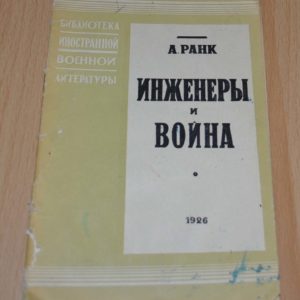 БИБЛИОТЕКА
ИНОСТРАННОЙ
ВОЕННОЙ
ЛИТЕРАТУРЫ
А. РАНК
ИНЖЕНЕРЫ
И
ВОЙНА
1926